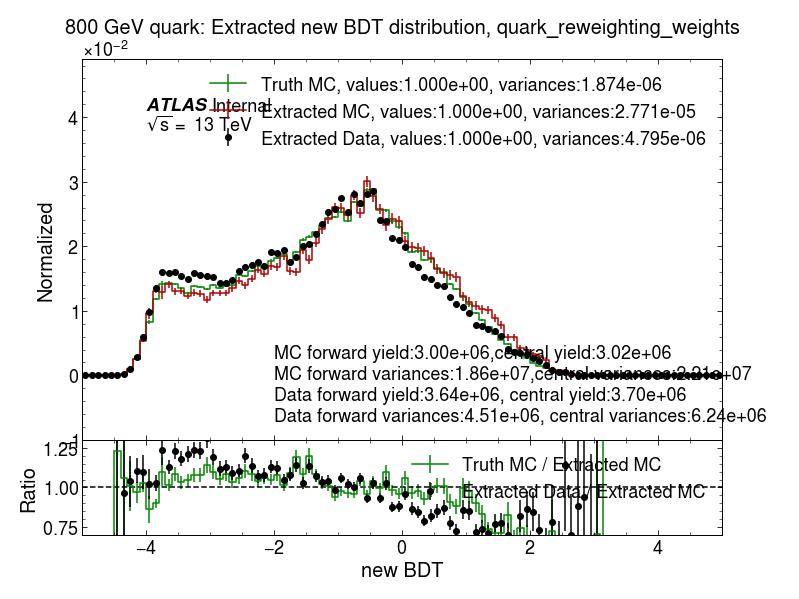 800 GeV quark: Extracted new BDT distribution, quark_reweighting_weights
×10⁻²
Truth MC, values:1.000e+00, variances:1.874e-06
ATLAS Internal
Extracted MC, values:1.000e+00, variances:2.771e-05
√s = 13 TeV
Extracted Data, values:1.000e+00, variances:4.795e-06
4
3
2
1
0
−1
Normalized
MC forward yield:3.00e+06,central yield:3.02e+06
MC forward variances:1.86e+07,central variances:2.21e+07
Data forward yield:3.64e+06, central yield:3.70e+06
Data forward variances:4.51e+06, central variances:6.24e+06
1.25
1.00
0.75
Ratio
Truth MC / Extracted MC
Extracted Data / Extracted MC
−4 −2 0 2 4
new BDT